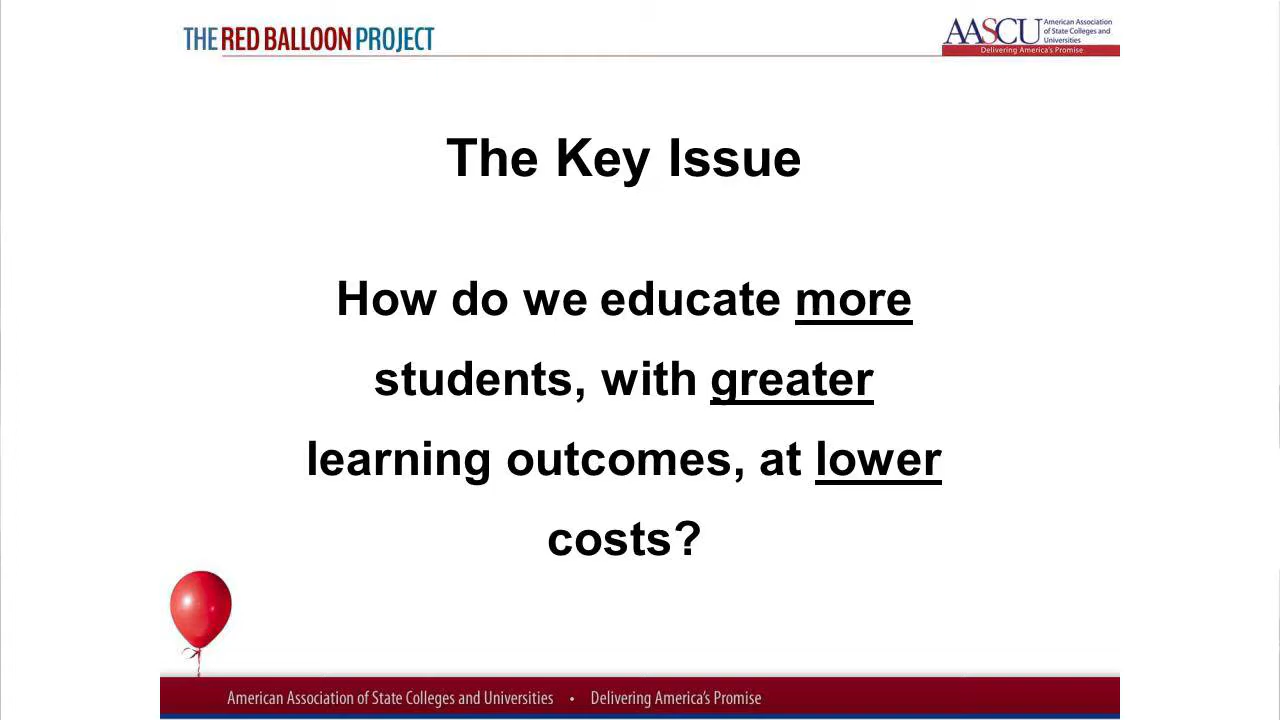 THE RED BALLOON PROJECT
AASCU
American Association
of State Colleges and
Universities
Delivering America's Promise
The Key Issue
How do we educate more
students, with greater
learning outcomes, at lower
costs?
American Association of State Colleges and Universities • Delivering America's Promise